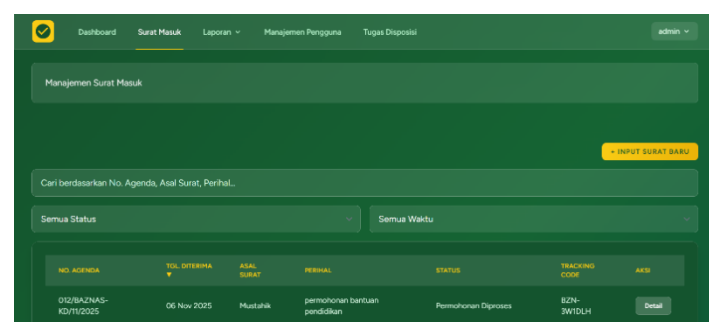 Dashboard Surat Masuk Laporan Manajemen Pengguna Tugas Disposisi admin
Manajemen Surat Masuk
+ INPUT SURAT BARU
Cari berdasarkan No. Agenda, Asal Surat, Perihal...
Semua Status Semua Waktu
NO. AGENDA TGL. DITERIMA ▼ ASAL SURAT PERIHAL STATUS TRACKING CODE AKSI
012/BAZNAS-KD/11/2025 06 Nov 2025 Mustahik permohonan bantuan pendidikan Permohonan Diproses BZN-3W1DLH Detail